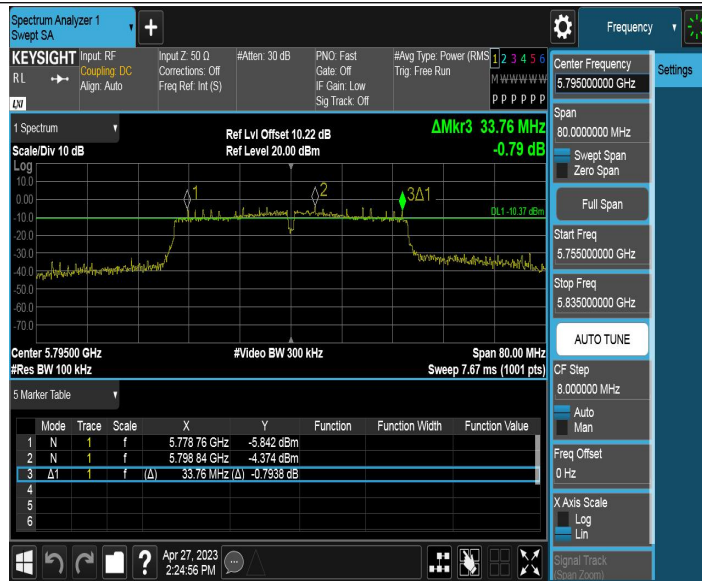 Spectrum Analyzer 1
Swept SA
+
Frequency
KEYSIGHT
Input: RF
Coupling: DC
Align: Auto
Input Z: 50 Ω
Corrections: Off
Freq Ref: Int (S)
#Atten: 30 dB
PNO: Fast
Gate: Off
IF Gain: Low
Sig Track: Off
#Avg Type: Power (RMS
Trig: Free Run
1 2 3 4 5 6
M W W W W W
P P P P P P
R L
LXI
1 Spectrum
Scale/Div 10 dB
Ref Lvl Offset 10.22 dB
Ref Level 20.00 dBm
ΔMkr3 33.76 MHz
-0.79 dB
Log
10.0
0.00
-10.0
-20.0
-30.0
-40.0
-50.0
-60.0
-70.0
1
2
3Δ1
DL1 -10.37 dBm
Center 5.79500 GHz
#Video BW 300 kHz
Span 80.00 MHz
#Res BW 100 kHz
Sweep 7.67 ms (1001 pts)
5 Marker Table
Mode Trace Scale X Y Function Function Width Function Value
1 N 1 f 5.778 76 GHz -5.842 dBm
2 N 1 f 5.798 84 GHz -4.374 dBm
3 Δ1 1 f (Δ) 33.76 MHz (Δ) -0.7938 dB
4
5
6
Apr 27, 2023
2:24:56 PM
?
Settings
Center Frequency
5.795000000 GHz
Span
80.0000000 MHz
Swept Span
Zero Span
Full Span
Start Freq
5.755000000 GHz
Stop Freq
5.835000000 GHz
AUTO TUNE
CF Step
8.000000 MHz
Auto
Man
Freq Offset
0 Hz
X Axis Scale
Log
Lin
Signal Track
(Span Zoom)